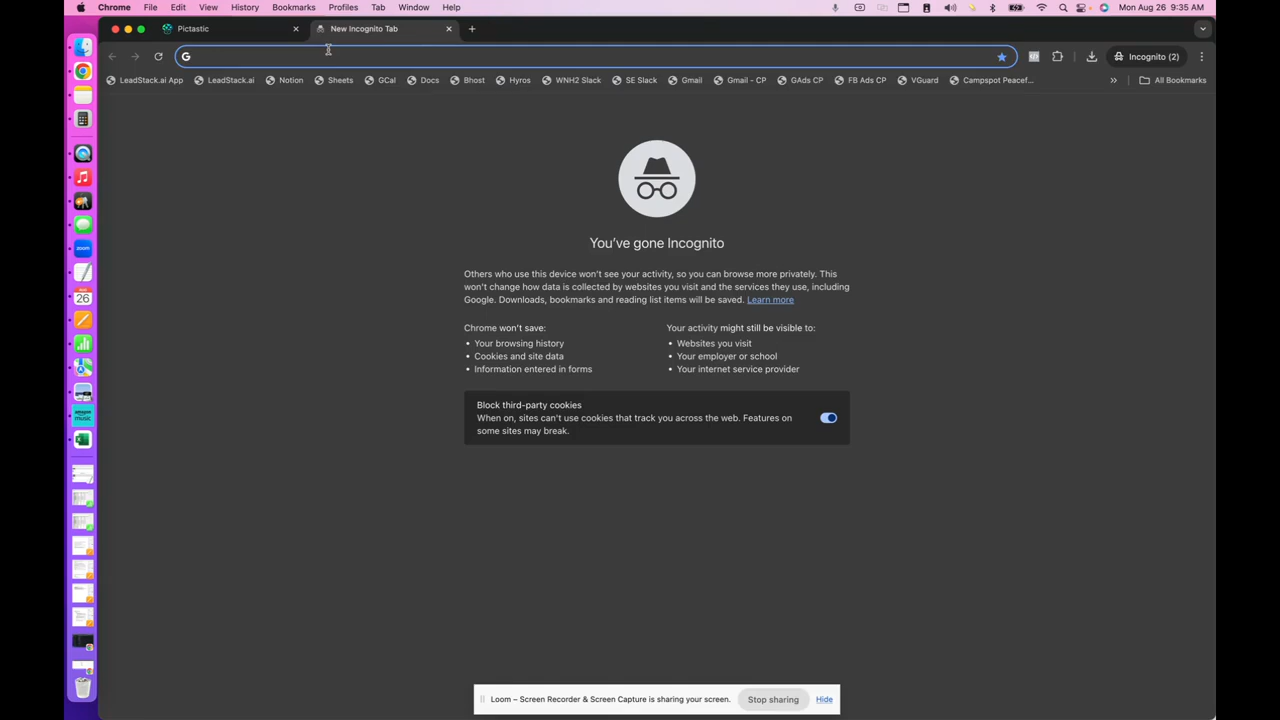 Chrome File Edit View History Bookmarks Profiles Tab Window Help Mon Aug 26 9:35 AM
Pictastic New Incognito Tab
Incognito (2)
LeadStack.ai App LeadStack.ai Notion Sheets GCal Docs Bhost Hyros WNH2 Slack SE Slack Gmail Gmail - CP GAds CP FB Ads CP VGuard Campspot Peacef... » All Bookmarks
You've gone Incognito
Others who use this device won't see your activity, so you can browse more privately. This
won't change how data is collected by websites you visit and the services they use, including
Google. Downloads, bookmarks and reading list items will be saved. Learn more
Chrome won't save:
• Your browsing history
• Cookies and site data
• Information entered in forms
Your activity might still be visible to:
• Websites you visit
• Your employer or school
• Your internet service provider
Block third-party cookies
When on, sites can't use cookies that track you across the web. Features on
some sites may break.
zoom
26
amazon
music
Loom – Screen Recorder & Screen Capture is sharing your screen. Stop sharing Hide